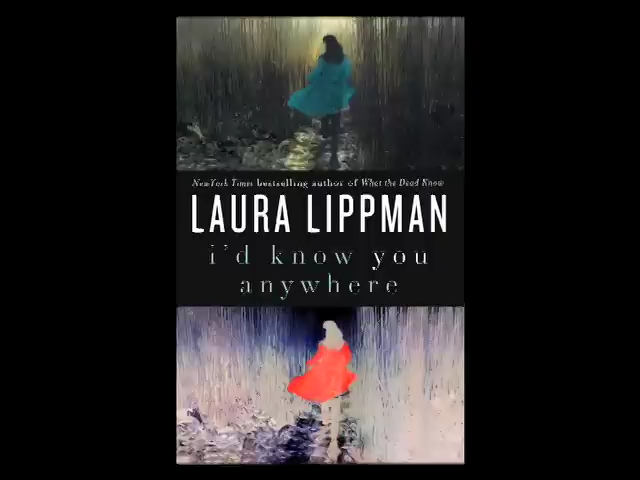 New York Times bestselling author of What the Dead Know
LAURA LIPPMAN
i'd know you
anywhere